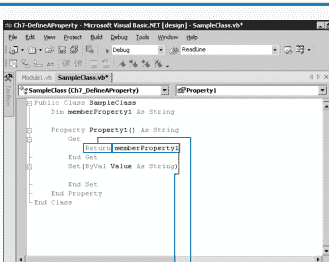 Ch7-DefineAProperty - Microsoft Visual Basic.NET [design] - SampleClass.vb*
File Edit View Project Build Debug Tools Window Help
Debug ReadLine
Module1.vb SampleClass.vb*
SampleClass (Ch7_DefineAProperty) Property1
Public Class SampleClass
Dim memberProperty1 As String
Property Property1() As String
Get
Return memberProperty1
End Get
Set(ByVal Value As String)
End Set
End Property
End Class